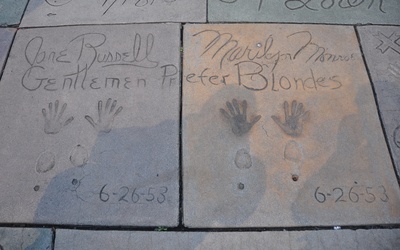 Jane Russell Marilyn Monroe
Gentlemen Prefer Blondes
6-26-53 6-26-53